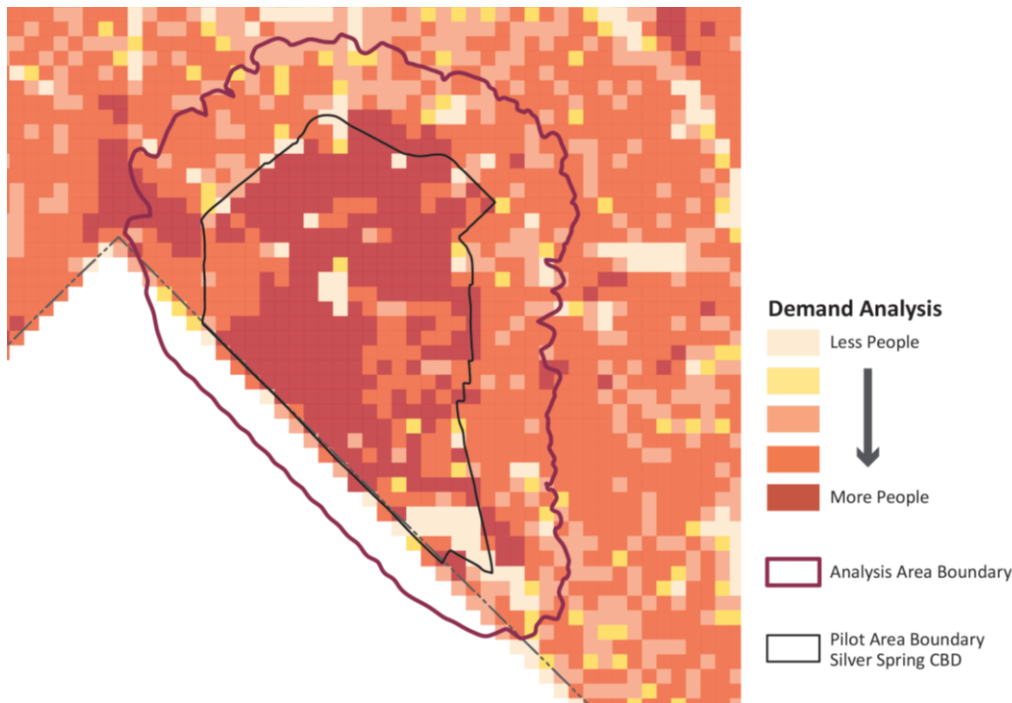 Demand Analysis
Less People
More People
Analysis Area Boundary
Pilot Area Boundary
Silver Spring CBD